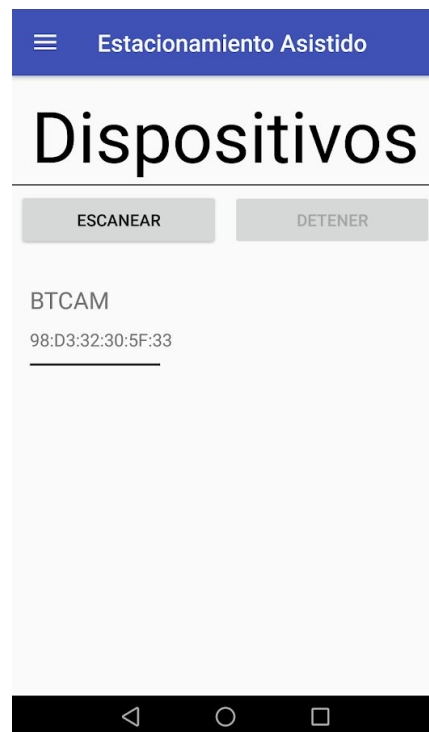 Estacionamiento Asistido
Dispositivos
ESCANEAR DETENER
BTCAM
98:D3:32:30:5F:33